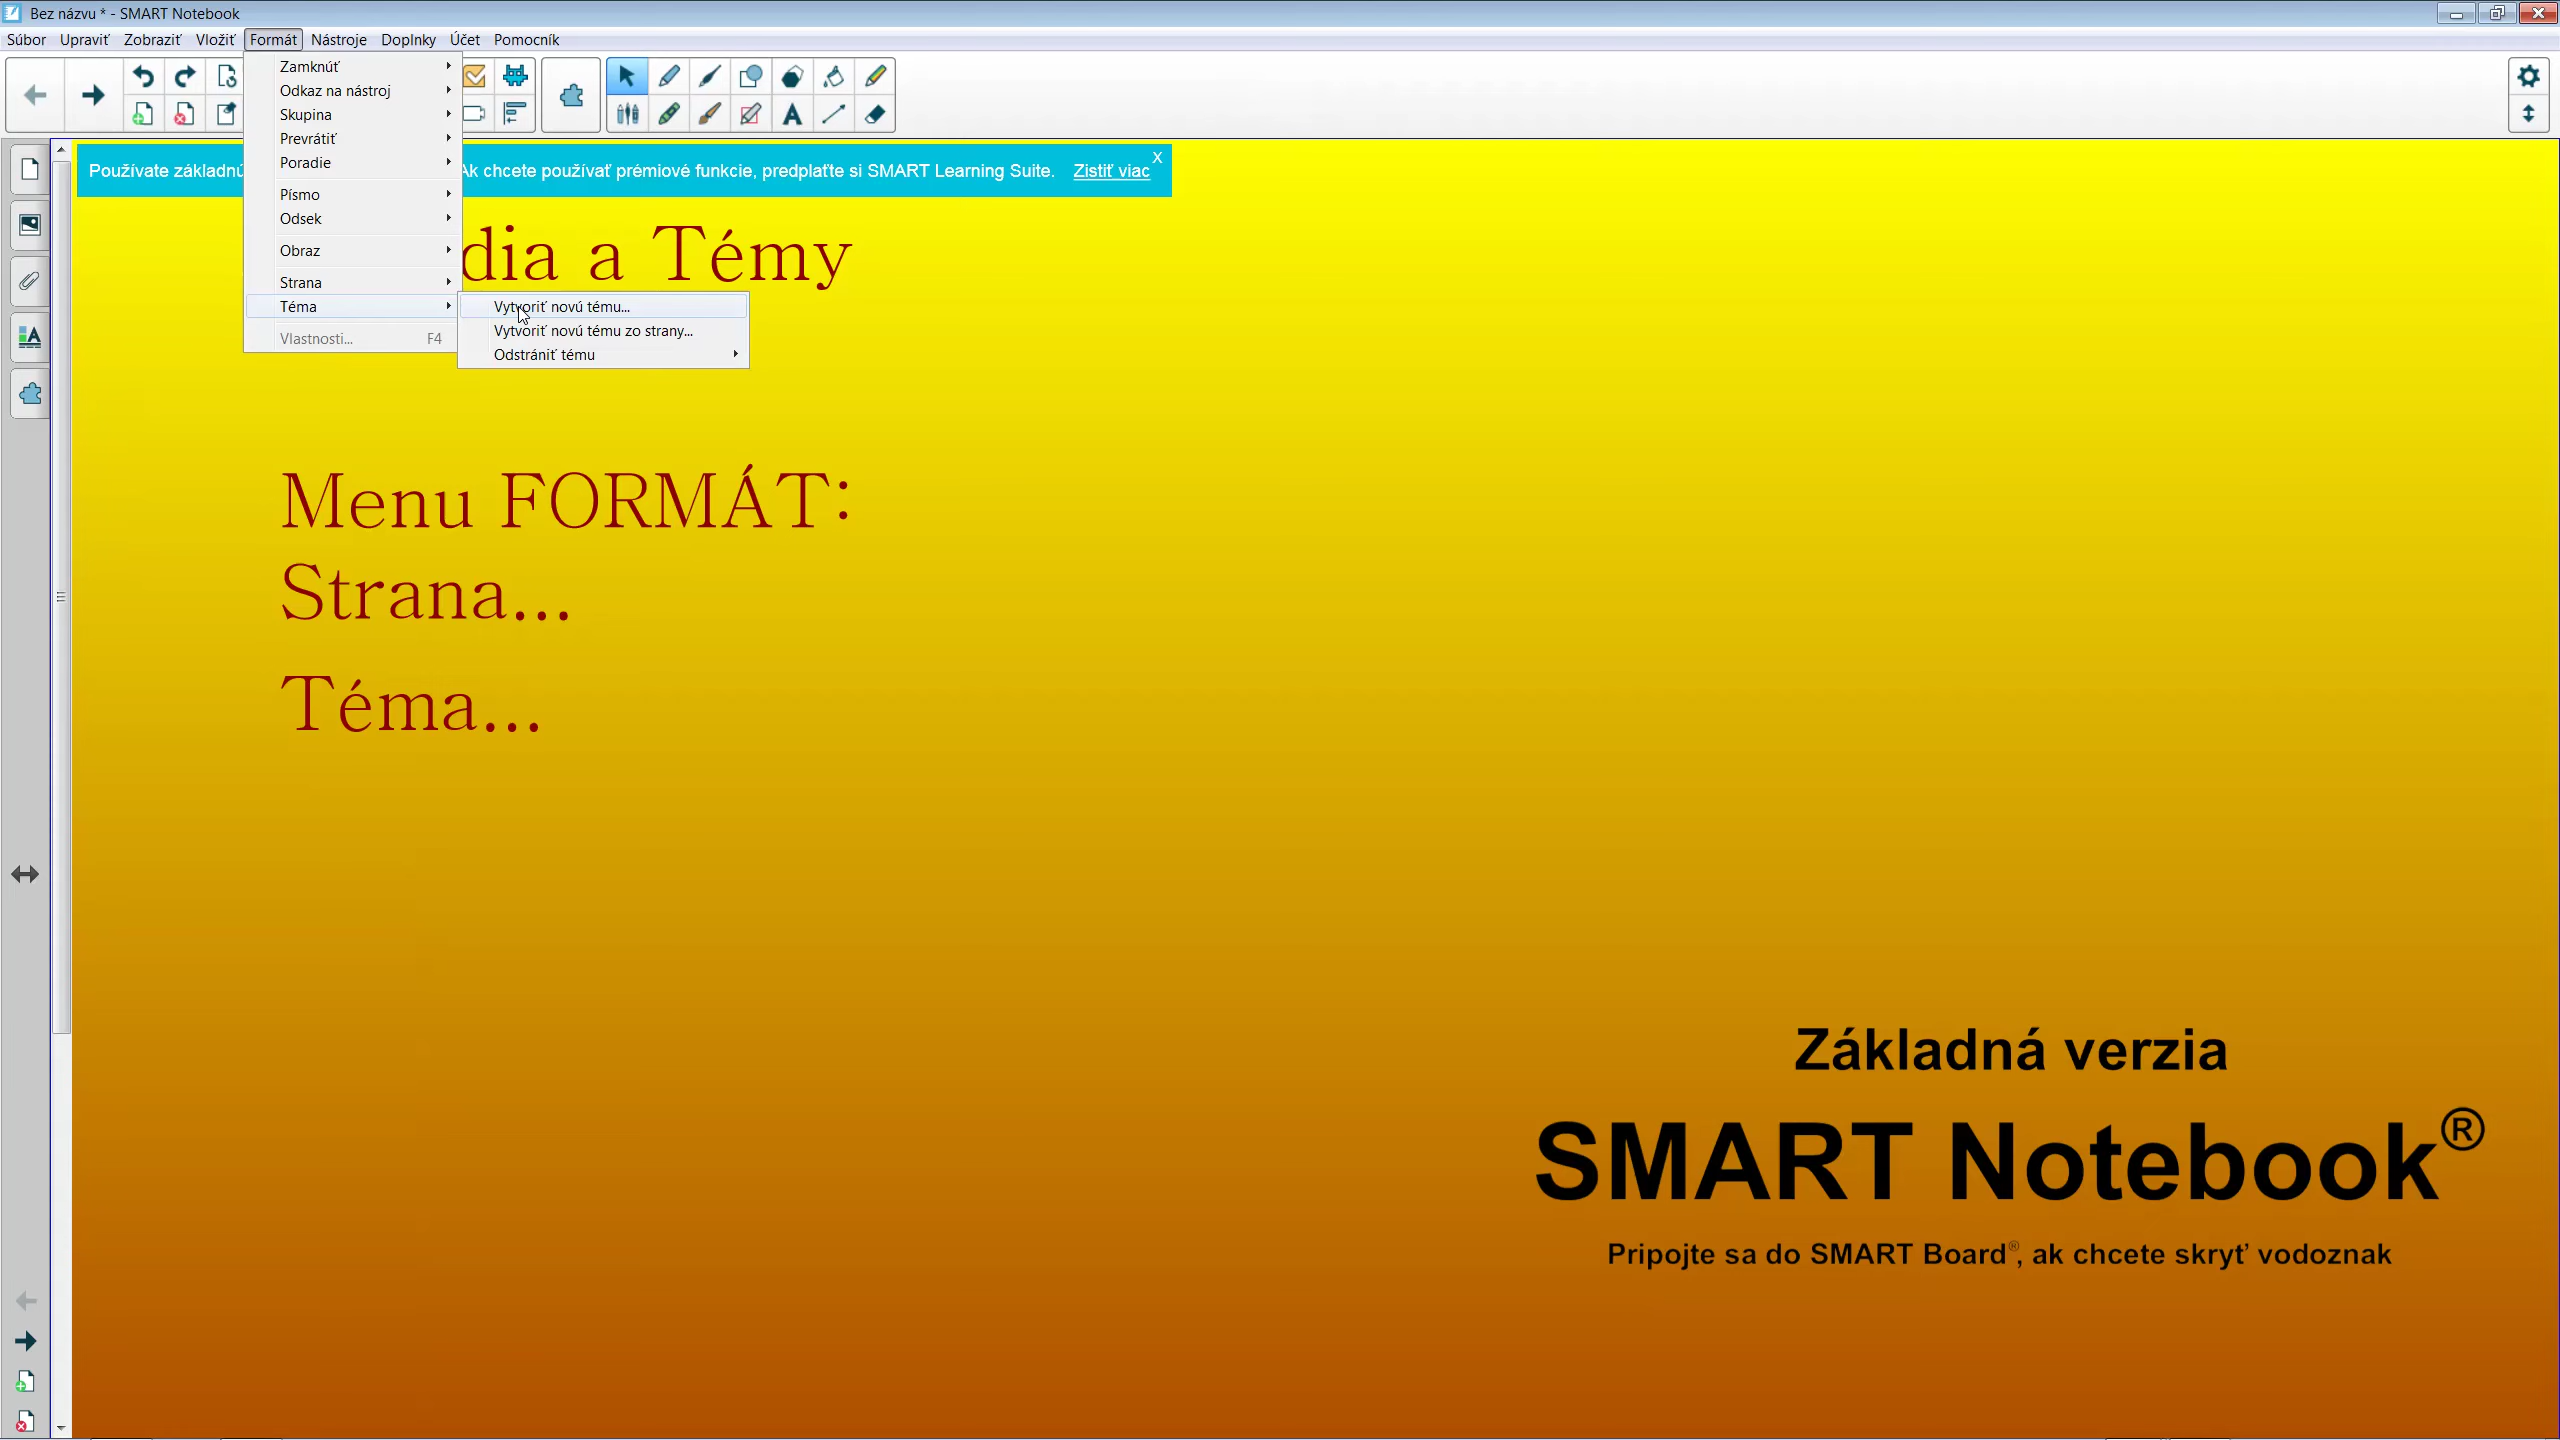 Bez názvu * - SMART Notebook
Súbor Upraviť Zobraziť Vložiť Formát Nástroje Doplnky Účet Pomocník
Zamknúť
Odkaz na nástroj
Skupina
Prevrátiť
Poradie
Písmo
Odsek
Obraz
Strana
Téma
Vlastnosti... F4
Vytvoriť novú tému...
Vytvoriť novú tému zo strany...
Odstrániť tému
Používate základnú Ak chcete používať prémiové funkcie, predplaťte si SMART Learning Suite. Zistiť viac X
dia a Témy
Menu FORMÁT:
Strana...
Téma...
Základná verzia
SMART Notebook®
Pripojte sa do SMART Board®, ak chcete skryť vodoznak